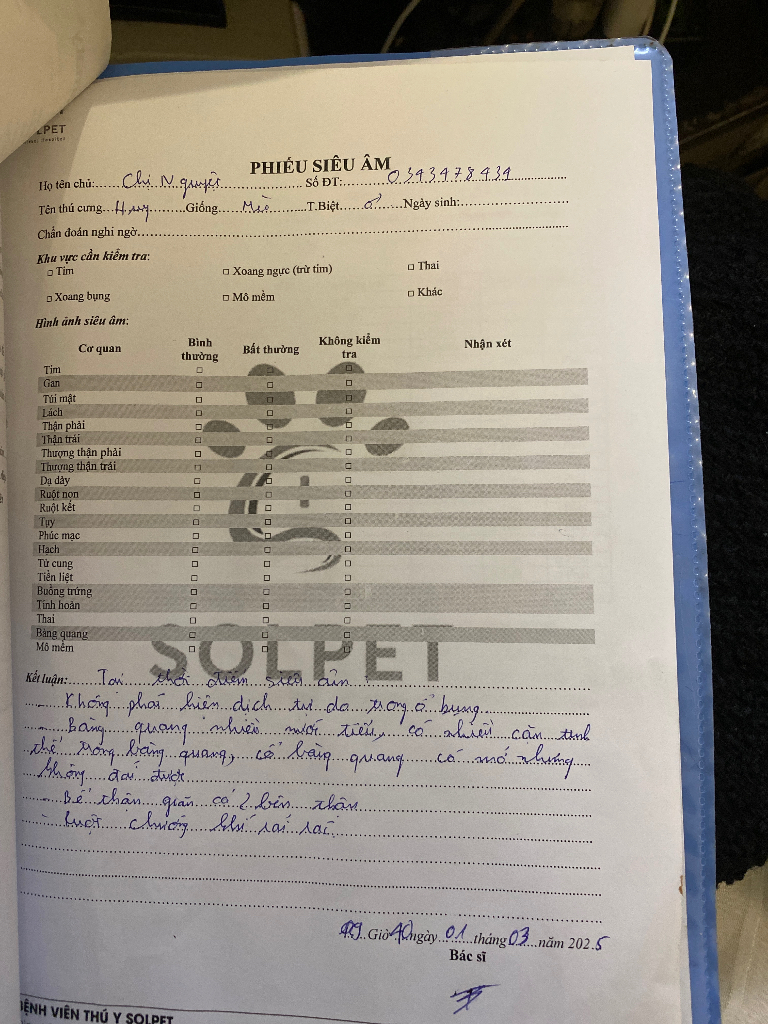 SOLPET
PHIẾU SIÊU ÂM
Họ tên chủ: Chị Nguyệt Số ĐT: 0343478434
Tên thú cưng Huy Giống Mèo T.Biệt ♂ Ngày sinh:
Chẩn đoán nghi ngờ
Khu vực cần kiểm tra:
□ Tim □ Xoang ngực (trừ tim) □ Thai
□ Xoang bụng □ Mô mềm □ Khác
Hình ảnh siêu âm:
Cơ quan Bình thường Bất thường Không kiểm tra Nhận xét
Tim □ □ □
Gan □ □ □
Túi mật □ □ □
Lách □ □ □
Thận phải □ □ □
Thận trái □ □ □
Thượng thận phải □ □ □
Thượng thận trái □ □ □
Dạ dày □ □ □
Ruột non □ □ □
Ruột kết □ □ □
Tụy □ □ □
Phúc mạc □ □ □
Hạch □ □ □
Tử cung □ □ □
Tiền liệt □ □ □
Buồng trứng □ □ □
Tinh hoàn □ □ □
Thai □ □ □
Bàng quang □ □ □
Mô mềm □ □ □
SOLPET
Kết luận: Tại thời điểm siêu âm :
- Không phát hiện dịch tự do trong ổ bụng
- Bàng quang nhiều nước tiểu, có nhiều cặn tinh
thể trong bàng quang, cổ bàng quang có mở nhưng
không đái được
- Bể thận giãn cả 2 bên thận
- Ruột chướng hơi rải rác
09 Giờ 40 ngày 01 tháng 03 năm 2025
Bác sĩ
BỆNH VIỆN THÚ Y SOLPET